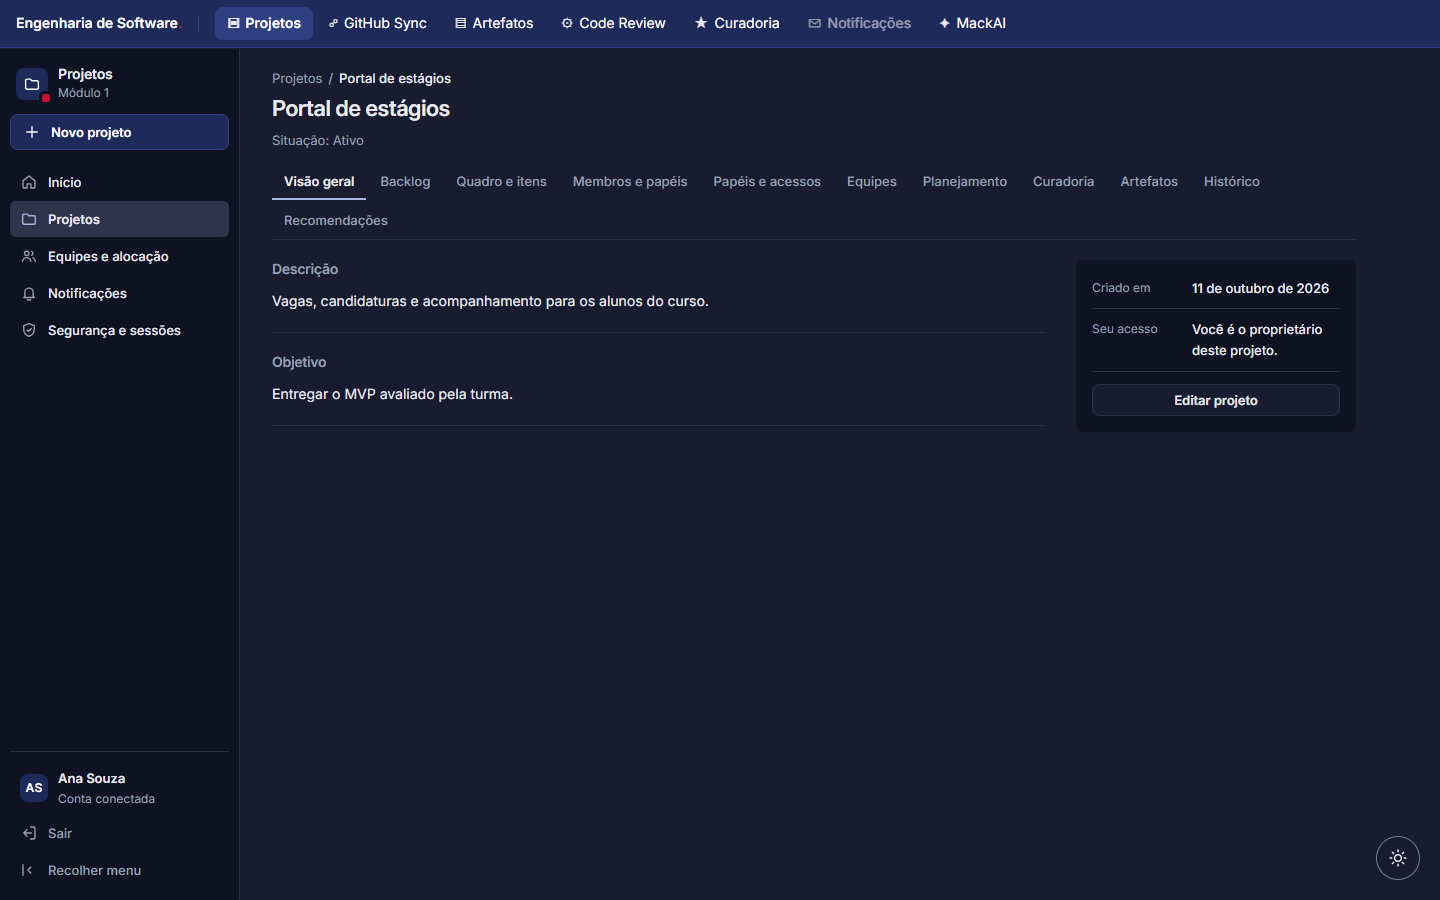 Engenharia de Software
Projetos
GitHub Sync
Artefatos
Code Review
Curadoria
Notificações
MackAI
Projetos
Módulo 1
Novo projeto
Início
Projetos
Equipes e alocação
Notificações
Segurança e sessões
Ana Souza
AS
Conta conectada
Sair
Recolher menu
Projetos / Portal de estágios
Portal de estágios
Situação: Ativo
Visão geral
Backlog
Quadro e itens
Membros e papéis
Papéis e acessos
Equipes
Planejamento
Curadoria
Artefatos
Histórico
Recomendações
Descrição
Vagas, candidaturas e acompanhamento para os alunos do curso.
Objetivo
Entregar o MVP avaliado pela turma.
Criado em
11 de outubro de 2026
Seu acesso
Você é o proprietário
deste projeto.
Editar projeto